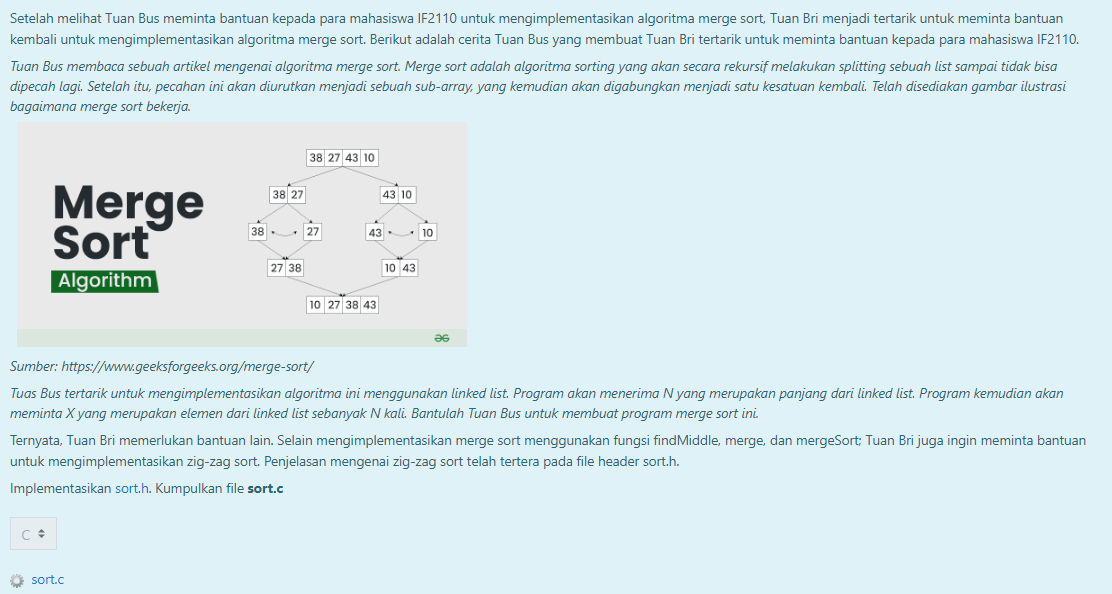 Setelah melihat Tuan Bus meminta bantuan kepada para mahasiswa IF2110 untuk mengimplementasikan algoritma merge sort, Tuan Bri menjadi tertarik untuk meminta bantuan
kembali untuk mengimplementasikan algoritma merge sort. Berikut adalah cerita Tuan Bus yang membuat Tuan Bri tertarik untuk meminta bantuan kepada para mahasiswa IF2110.
Tuan Bus membaca sebuah artikel mengenai algoritma merge sort. Merge sort adalah algoritma sorting yang akan secara rekursif melakukan splitting sebuah list sampai tidak bisa
dipecah lagi. Setelah itu, pecahan ini akan diurutkan menjadi sebuah sub-array, yang kemudian akan digabungkan menjadi satu kesatuan kembali. Telah disediakan gambar ilustrasi
bagaimana merge sort bekerja.
Merge
Sort
Algorithm
38 27 43 10
38 27 43 10
38 27 43 10
27 38 10 43
10 27 38 43
Sumber: https://www.geeksforgeeks.org/merge-sort/
Tuas Bus tertarik untuk mengimplementasikan algoritma ini menggunakan linked list. Program akan menerima N yang merupakan panjang dari linked list. Program kemudian akan
meminta X yang merupakan elemen dari linked list sebanyak N kali. Bantulah Tuan Bus untuk membuat program merge sort ini.
Ternyata, Tuan Bri memerlukan bantuan lain. Selain mengimplementasikan merge sort menggunakan fungsi findMiddle, merge, dan mergeSort; Tuan Bri juga ingin meminta bantuan
untuk mengimplementasikan zig-zag sort. Penjelasan mengenai zig-zag sort telah tertera pada file header sort.h.
Implementasikan sort.h. Kumpulkan file sort.c
C
sort.c